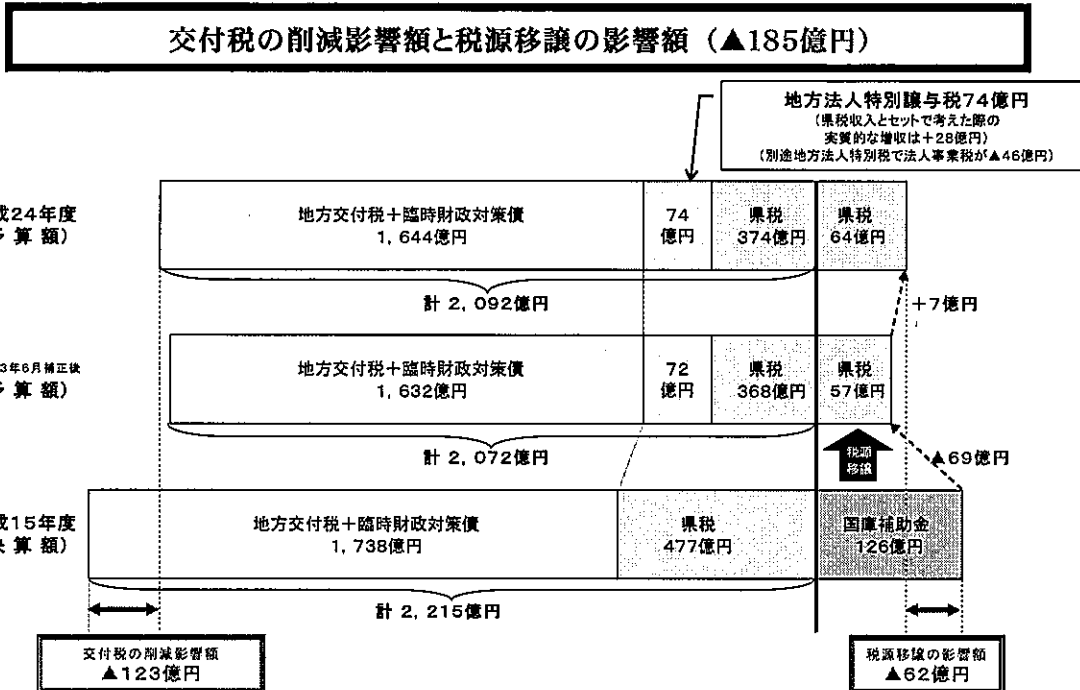 交付税の削減影響額と税源移譲の影響額（▲185億円）
地方法人特別譲与税74億円
（県税収入とセットで考えた際の
実質的な増収は＋28億円）
（別途地方法人特別税で法人事業税が▲46億円）
成24年度
算 額）
地方交付税＋臨時財政対策債
1，644億円
74
億円
県税
374億円
県税
64億円
計 2，092億円
＋7億円
3年6月補正後
算 額）
地方交付税＋臨時財政対策債
1，632億円
72
億円
県税
368億円
県税
57億円
計 2，072億円
税源
移譲
▲69億円
成15年度
算 額）
地方交付税＋臨時財政対策債
1，738億円
県税
477億円
国庫補助金
126億円
計 2，215億円
交付税の削減影響額
▲123億円
税源移譲の影響額
▲62億円